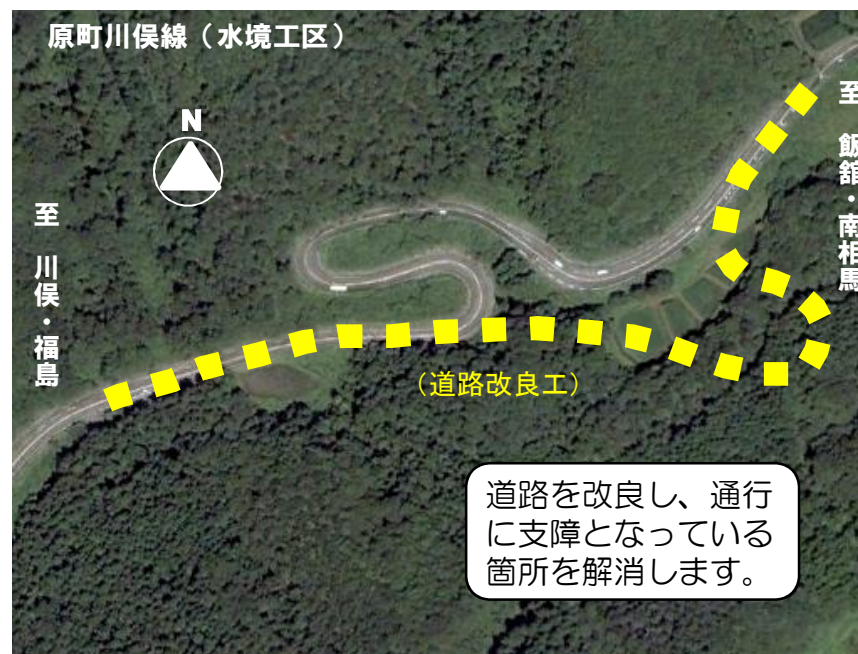 原町川俣線（水境工区）
N
至　川俣・福島
至　飯舘・南相馬
（道路改良工）
道路を改良し、通行
に支障となっている
箇所を解消します。